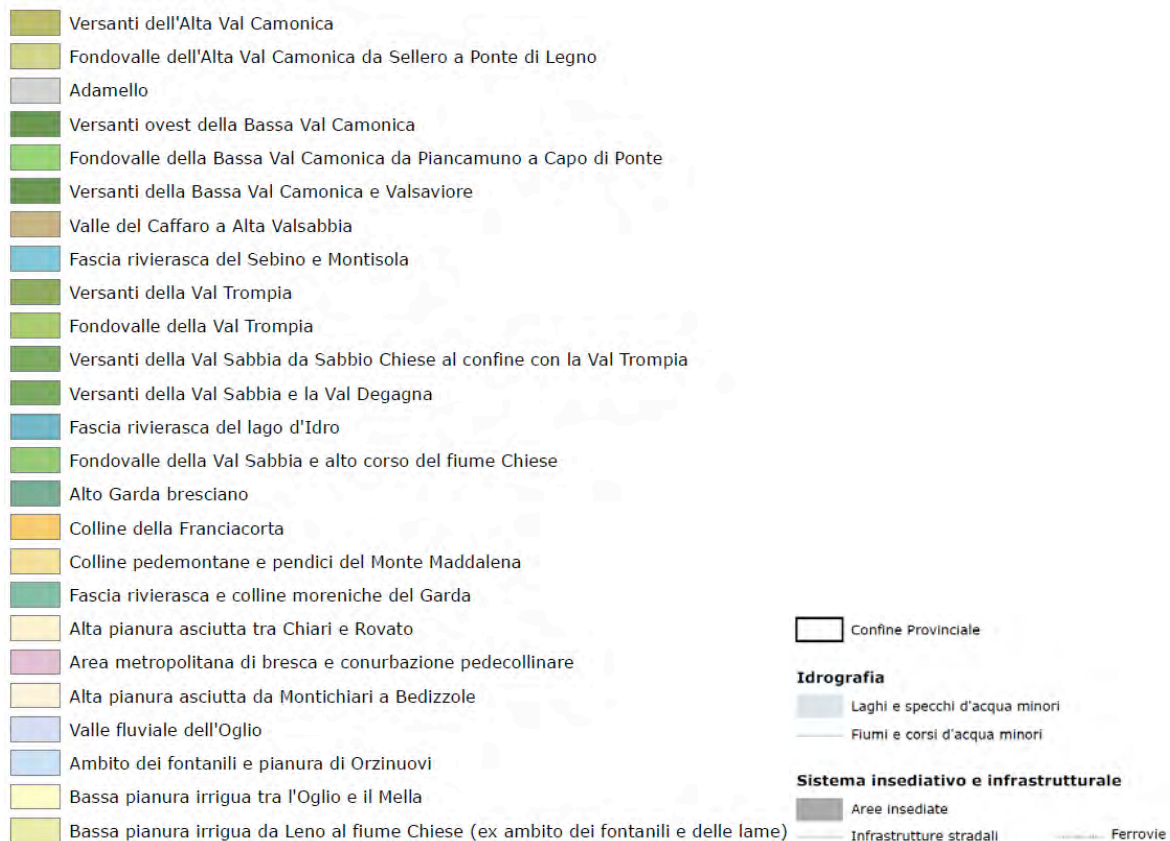 Versanti dell'Alta Val Camonica
Fondovalle dell'Alta Val Camonica da Sellero a Ponte di Legno
Adamello
Versanti ovest della Bassa Val Camonica
Fondovalle della Bassa Val Camonica da Piancamuno a Capo di Ponte
Versanti della Bassa Val Camonica e Valsaviore
Valle del Caffaro a Alta Valsabbia
Fascia rivierasca del Sebino e Montisola
Versanti della Val Trompia
Fondovalle della Val Trompia
Versanti della Val Sabbia da Sabbio Chiese al confine con la Val Trompia
Versanti della Val Sabbia e la Val Degagna
Fascia rivierasca del lago d'Idro
Fondovalle della Val Sabbia e alto corso del fiume Chiese
Alto Garda bresciano
Colline della Franciacorta
Colline pedemontane e pendici del Monte Maddalena
Fascia rivierasca e colline moreniche del Garda
Alta pianura asciutta tra Chiari e Rovato
Area metropolitana di bresca e conurbazione pedecollinare
Alta pianura asciutta da Montichiari a Bedizzole
Valle fluviale dell'Oglio
Ambito dei fontanili e pianura di Orzinuovi
Bassa pianura irrigua tra l'Oglio e il Mella
Bassa pianura irrigua da Leno al fiume Chiese (ex ambito dei fontanili e delle lame)
Confine Provinciale
Idrografia
Laghi e specchi d'acqua minori
Fiumi e corsi d'acqua minori
Sistema insediativo e infrastrutturale
Aree insediate
Infrastrutture stradali
Ferrovie